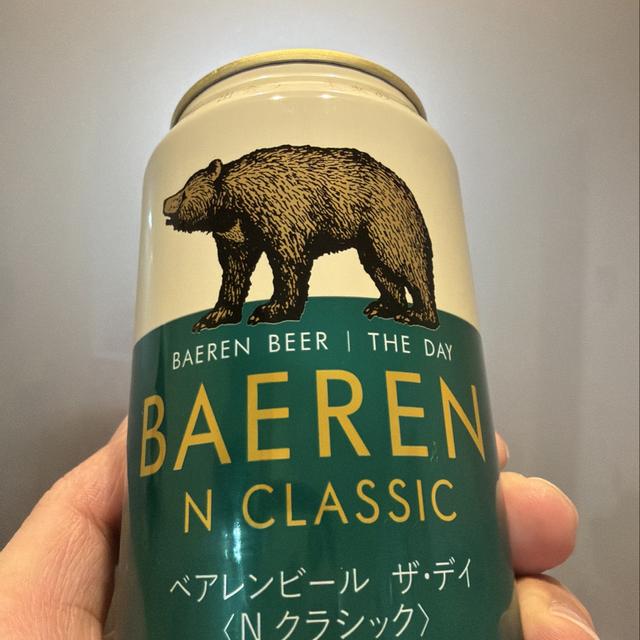 BAEREN BEER | THE DAY
BAEREN
N CLASSIC
ベアレンビール ザ・デイ
〈N クラシック〉